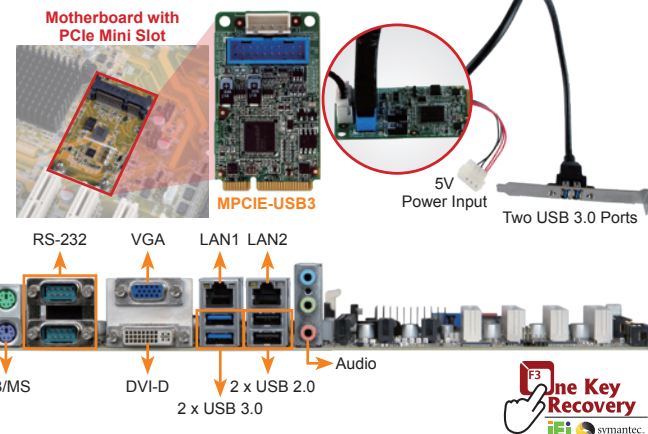 Motherboard with
PCIe Mini Slot
MPCIE-USB3
5V
Power Input
Two USB 3.0 Ports
RS-232
VGA
LAN1
LAN2
B/MS
DVI-D
2 x USB 3.0
2 x USB 2.0
Audio
F3
One Key
Recovery
iEi
symantec.